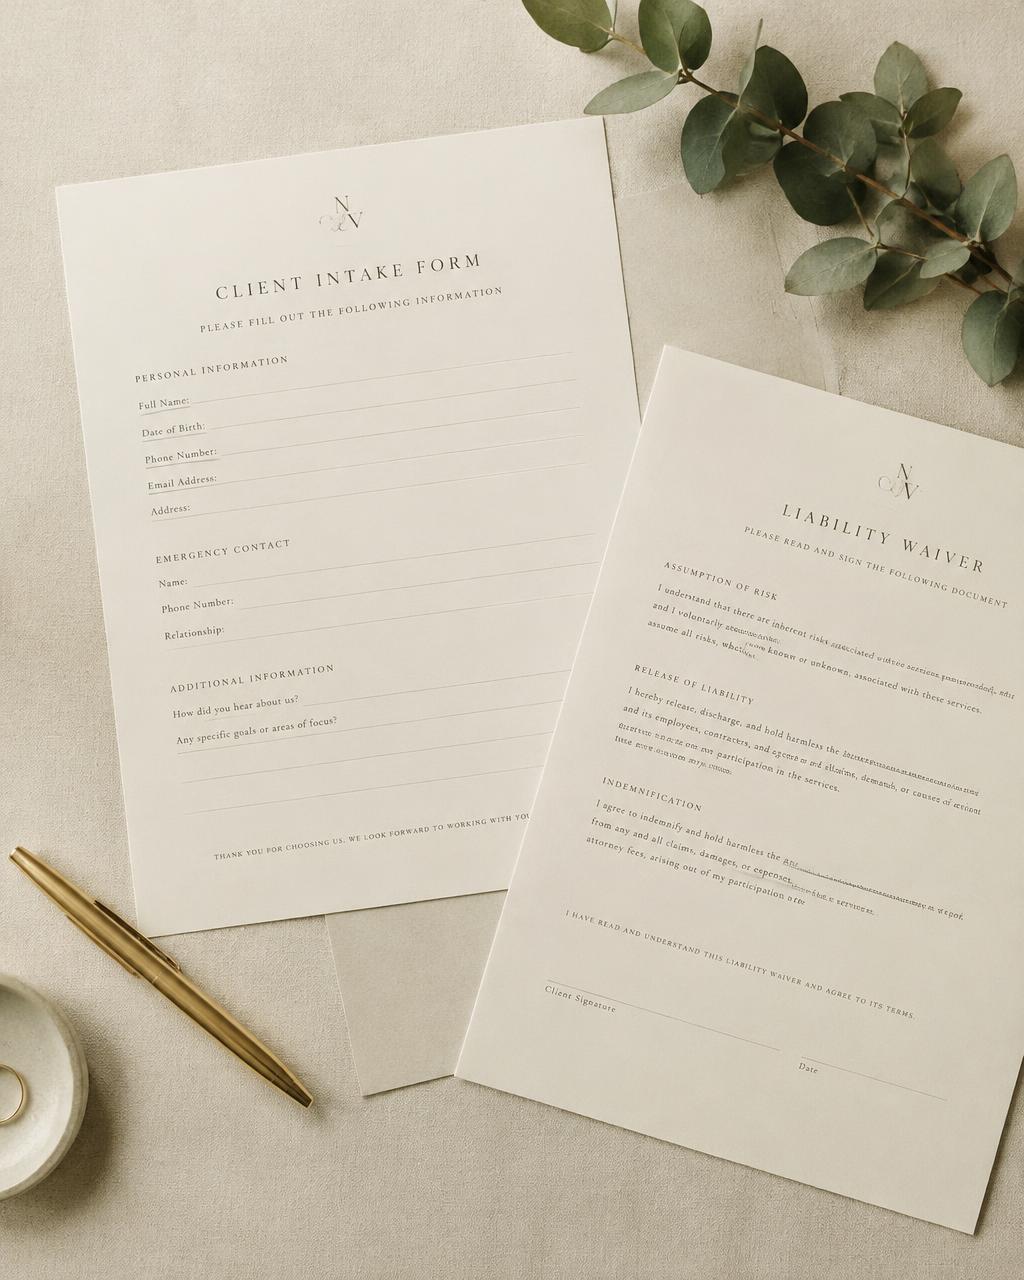 N
&
V
CLIENT INTAKE FORM
PLEASE FILL OUT THE FOLLOWING INFORMATION
PERSONAL INFORMATION
Full Name:
Date of Birth:
Phone Number:
Email Address:
Address:
EMERGENCY CONTACT
Name:
Phone Number:
Relationship:
ADDITIONAL INFORMATION
How did you hear about us?
Any specific goals or areas of focus?
THANK YOU FOR CHOOSING US. WE LOOK FORWARD TO WORKING WITH YOU
N
&
V
LIABILITY WAIVER
PLEASE READ AND SIGN THE FOLLOWING DOCUMENT
ASSUMPTION OF RISK
I understand that there are inherent risks associated
and I voluntarily known or unknown, associated with these services.
assume all risks,
RELEASE OF LIABILITY
I hereby release, discharge, and hold harmless the
and its employees, contractors, and demands, or causes of
participation in the services.
INDEMNIFICATION
I agree to indemnify and hold harmless the
from any and all claims, damages, or
attorney fees, arising out of my participation
I HAVE READ AND UNDERSTAND THIS LIABILITY WAIVER AND AGREE TO ITS TERMS.
Client Signature
Date